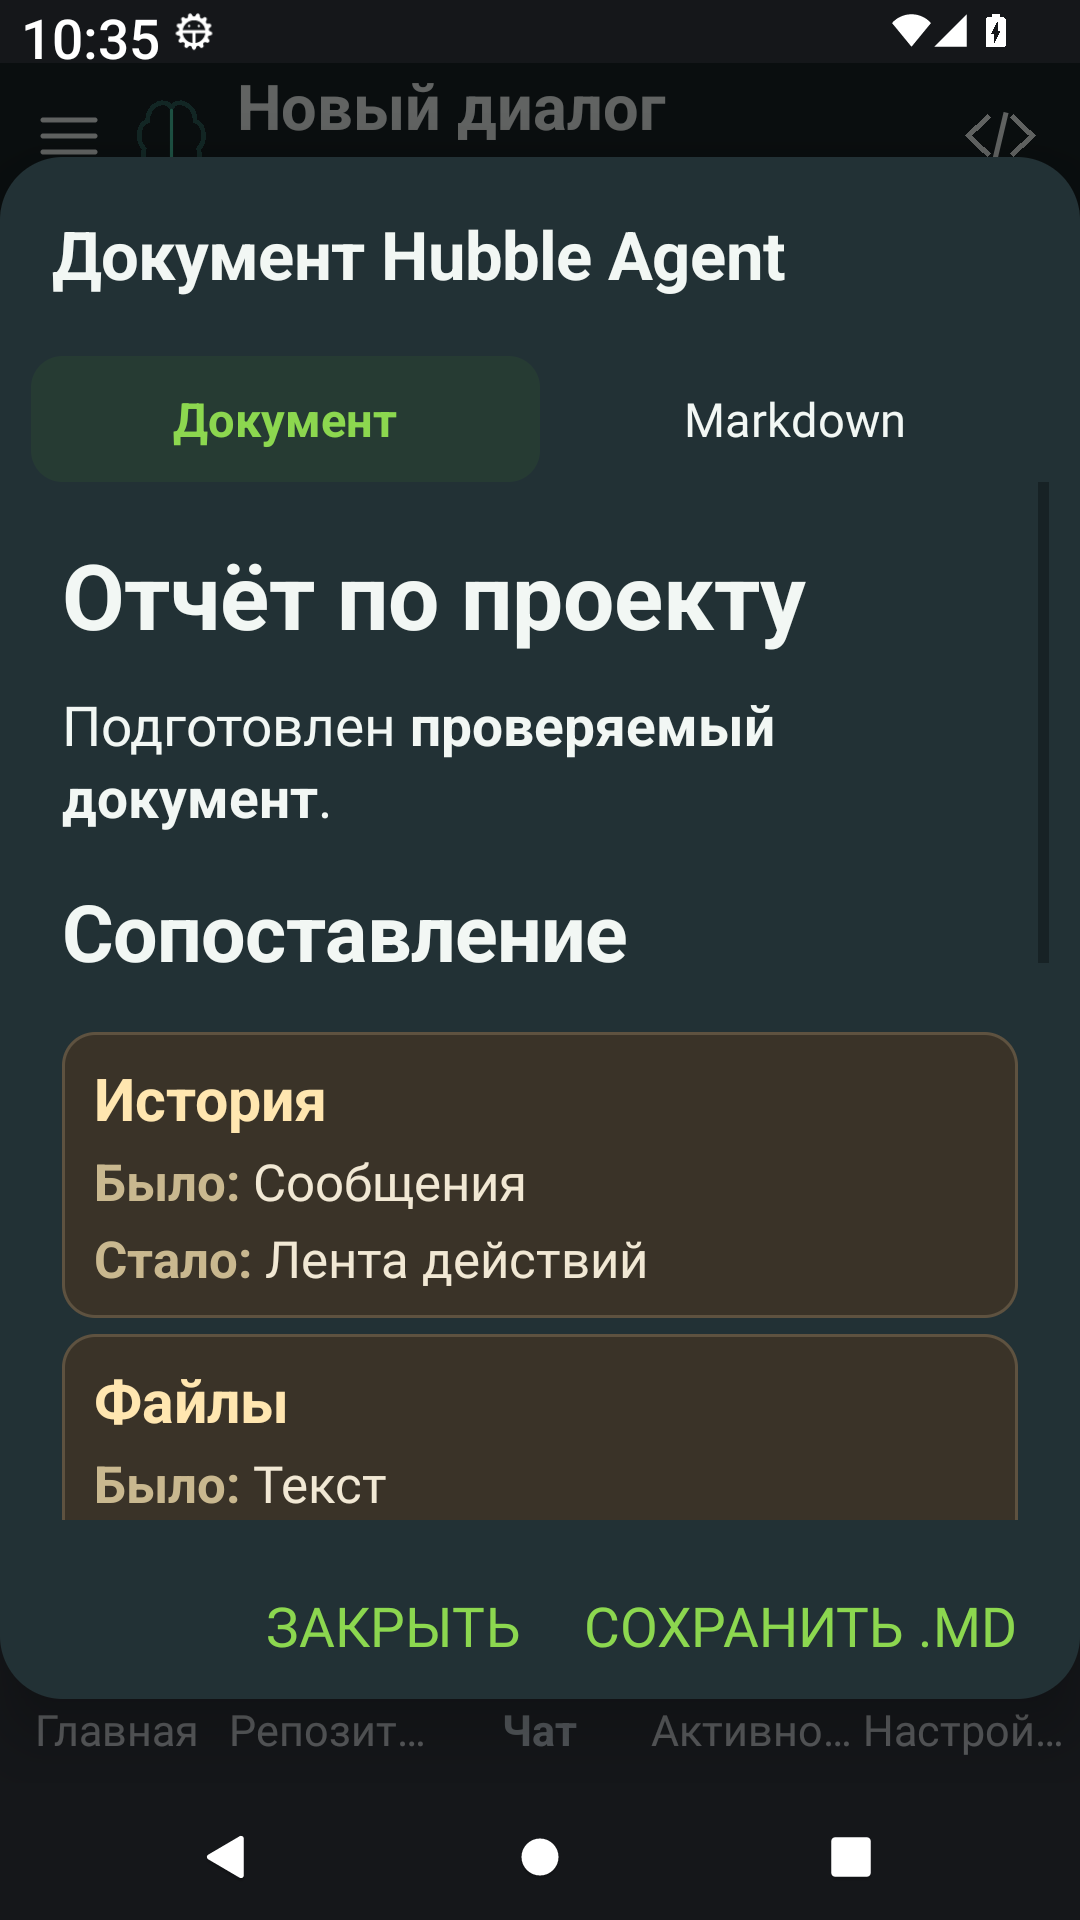 10:35
Новый диалог
Документ Hubble Agent
Документ
Markdown
Отчёт по проекту
Подготовлен проверяемый
документ.
Сопоставление
История
Было: Сообщения
Стало: Лента действий
Файлы
Было: Текст
ЗАКРЫТЬ
СОХРАНИТЬ .MD
Главная
Репозит…
Чат
Активно…
Настрой…